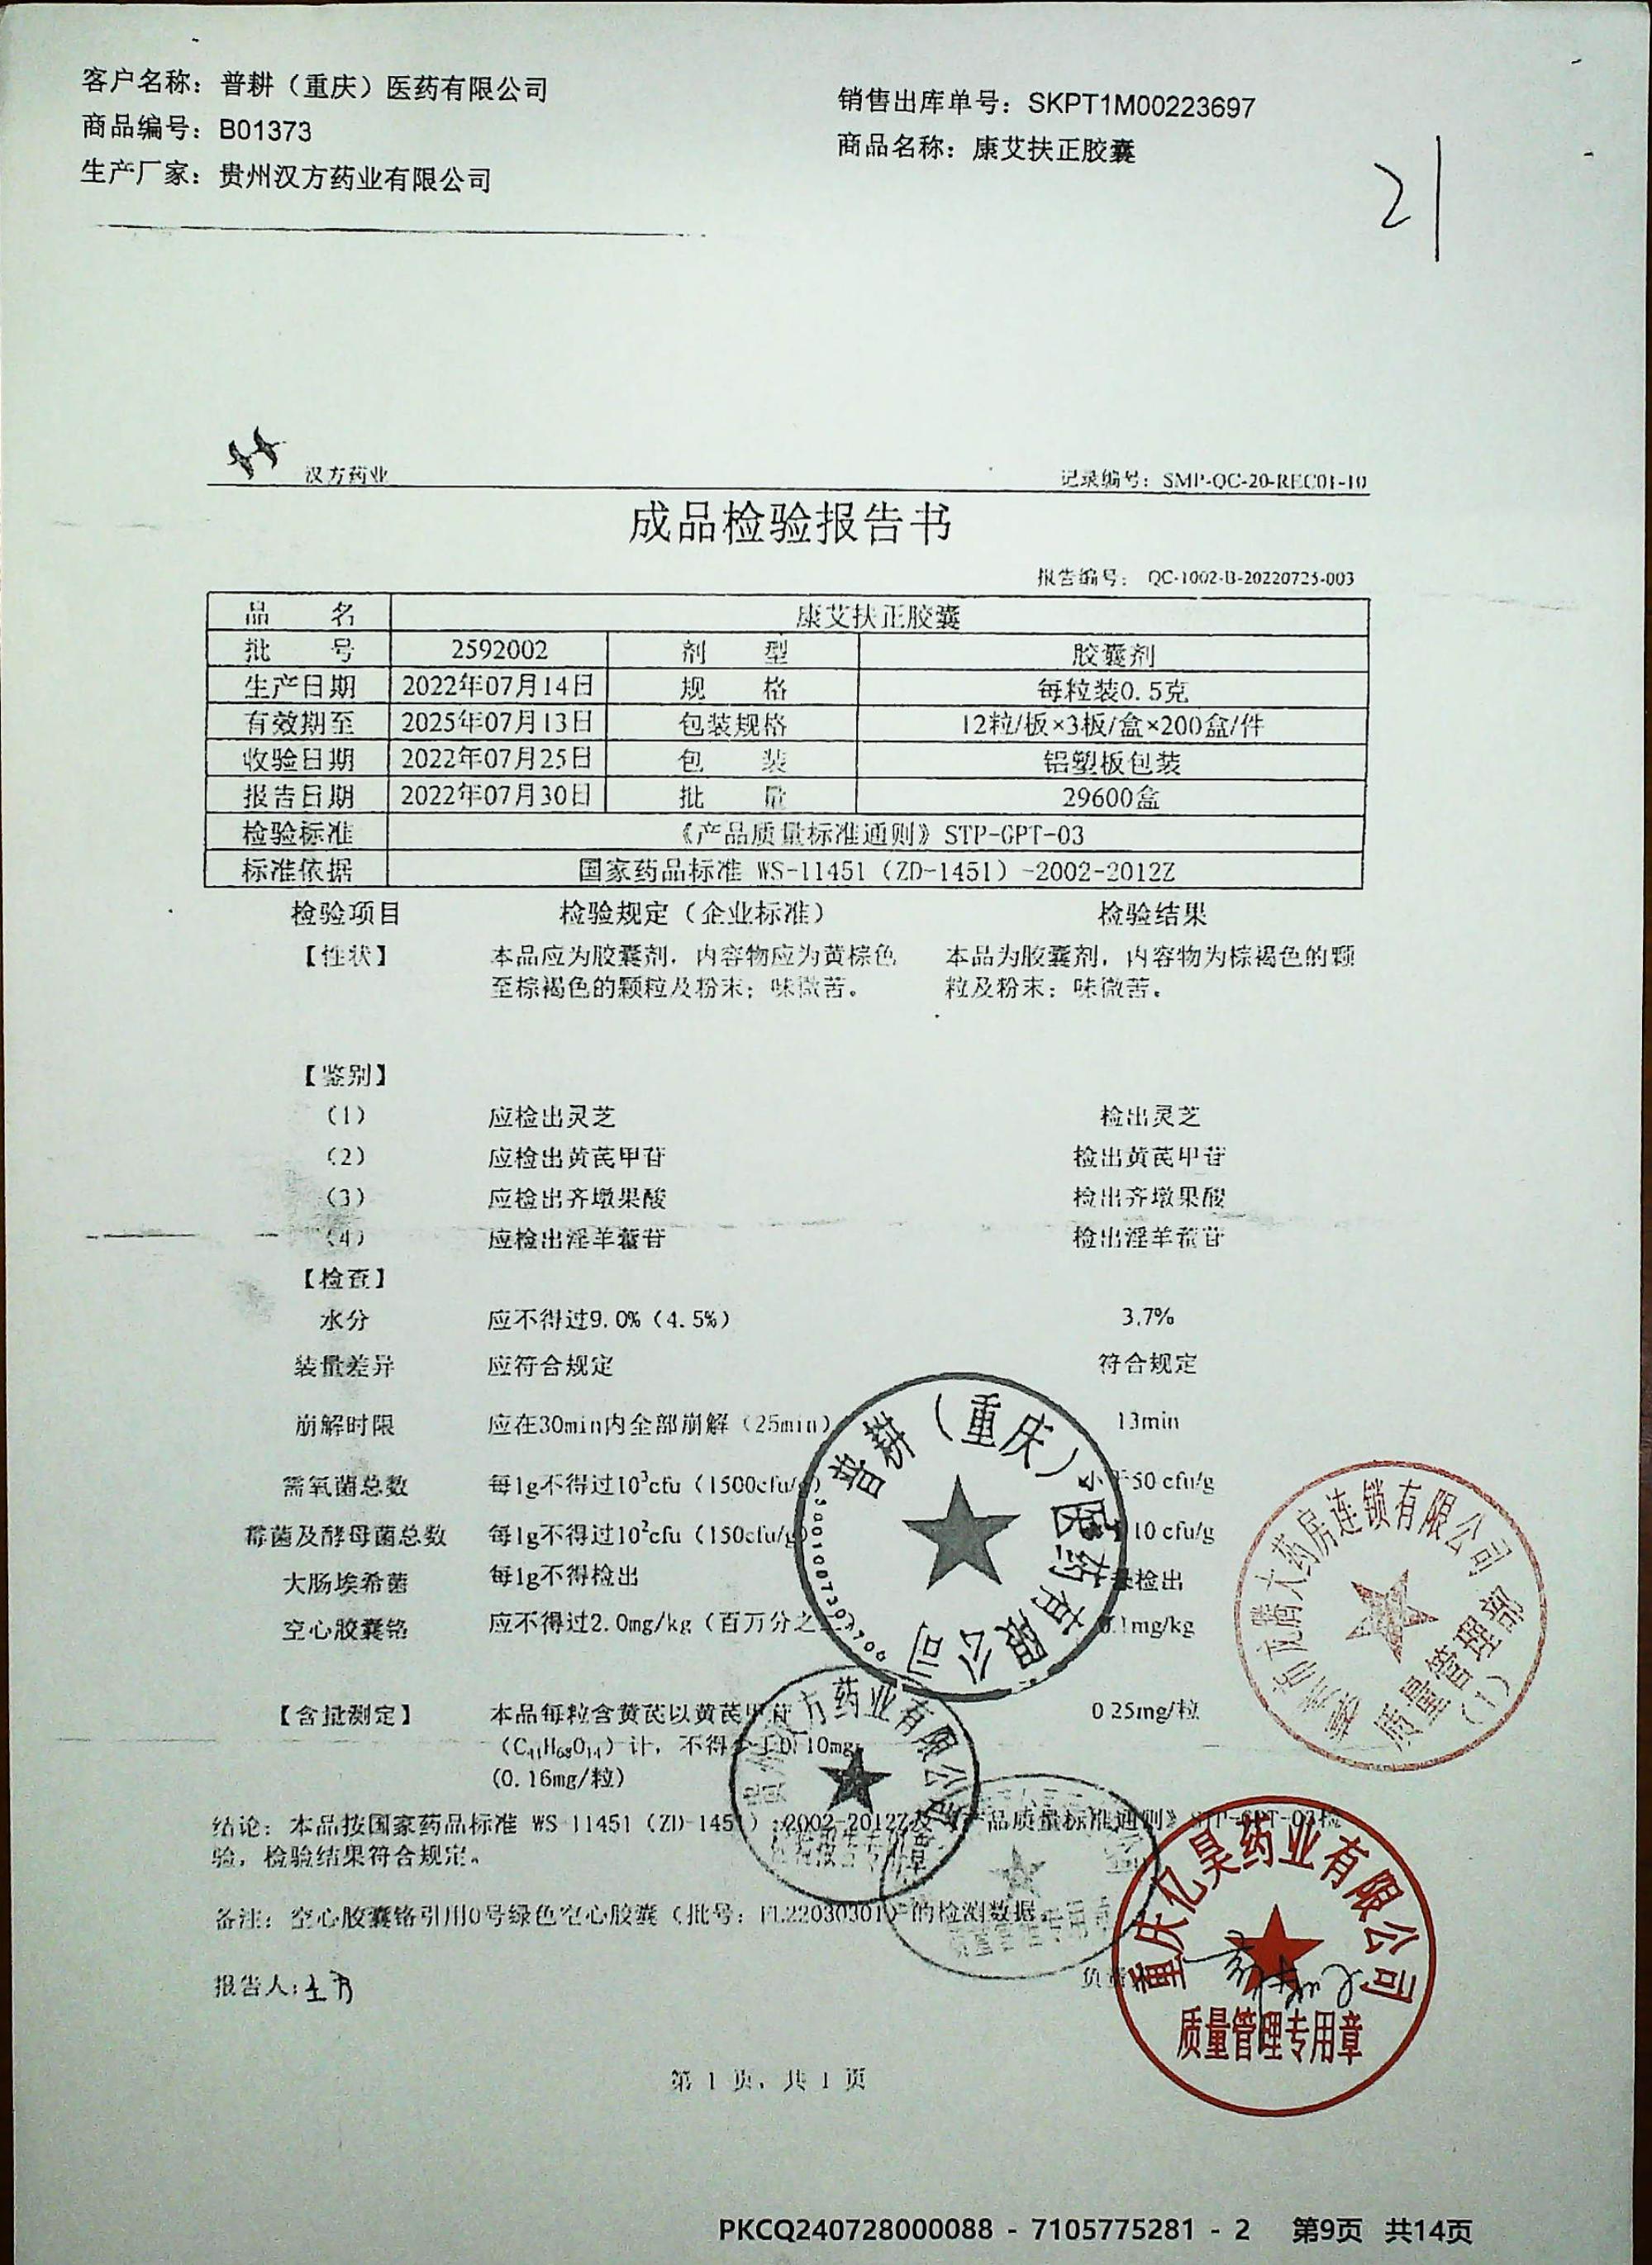 客户名称：普耕（重庆）医药有限公司
销售出库单号：SKPT1M00223697
商品编号：B01373
商品名称：康艾扶正胶囊
生产厂家：贵州汉方药业有限公司
21
汉方药业
记录编号：SMP-QC-20-REC01-10
成品检验报告书
报告编号： QC-1002-B-20220725-003
品 名 康艾扶正胶囊
批 号 2592002 剂 型 胶囊剂
生产日期 2022年07月14日 规 格 每粒装0.5克
有效期至 2025年07月13日 包装规格 12粒/板×3板/盒×200盒/件
收验日期 2022年07月25日 包 装 铝塑板包装
报告日期 2022年07月30日 批 量 29600盒
检验标准 《产品质量标准通则》STP-GPT-03
标准依据 国家药品标准 WS-11451（ZD-1451）-2002-2012Z
检验项目 检验规定（企业标准） 检验结果
【性状】 本品应为胶囊剂，内容物应为黄棕色 本品为胶囊剂，内容物为棕褐色的颗
至棕褐色的颗粒及粉末；味微苦。 粒及粉末；味微苦。
【鉴别】
（1） 应检出灵芝 检出灵芝
（2） 应检出黄芪甲苷 检出黄芪甲苷
（3） 应检出齐墩果酸 检出齐墩果酸
（4） 应检出淫羊藿苷 检出淫羊藿苷
【检查】
水分 应不得过9.0%（4.5%） 3.7%
装量差异 应符合规定 符合规定
崩解时限 应在30min内全部崩解（25min） 13min
需氧菌总数 每1g不得过10³cfu（1500cfu/g） 50 cfu/g
霉菌及酵母菌总数 每1g不得过10²cfu（150cfu/g 10 cfu/g
大肠埃希菌 每1g不得检出 检出
空心胶囊铬 应不得过2.0mg/kg（百万分之 1mg/kg
【含量测定】 本品每粒含黄芪以黄芪甲苷 0.25mg/粒
（C₄₁H₆₈O₁₄）计，不得 0.10mg
(0.16mg/粒)
结论：本品按国家药品标准 WS-11451（ZD-1451）-2002-2012Z及《产品质量标准通则》STP-GPT-03检
验，检验结果符合规定。
备注：空心胶囊铬引用0号绿色空心胶囊（批号： ）的检测数据。
报告人：
第 1 页，共 1 页
普耕（重庆）医药有限公司
方药业有限公司
大药房连锁有限公司
质量管理部
(1)
重庆亿昊药业有限公司
质量管理专用章
PKCQ240728000088 - 7105775281 - 2 第9页 共14页